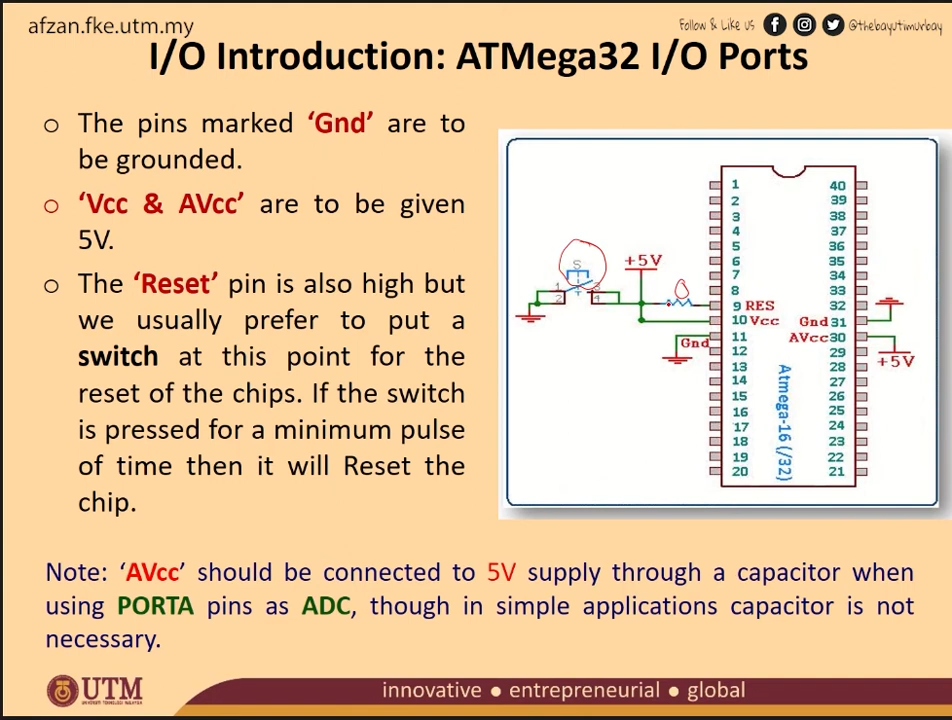 afzan.fke.utm.my
Follow & Like us
@thebayutimurbay
I/O Introduction: ATMega32 I/O Ports
o The pins marked ‘Gnd’ are to
be grounded.
o ‘Vcc & AVcc’ are to be given
5V.
o The ‘Reset’ pin is also high but
we usually prefer to put a
switch at this point for the
reset of the chips. If the switch
is pressed for a minimum pulse
of time then it will Reset the
chip.
S
1 3
2 4
+5V
1 40
2 39
3 38
4 37
5 36
6 35
7 34
8 33
9 RES 32
10 Vcc Gnd 31
Gnd 11 AVcc 30
12 29
+5V
13 28
14 27
15 26
16 25
17 24
18 23
19 22
20 21
Atmega-16 (/32)
Note: ‘AVcc’ should be connected to 5V supply through a capacitor when
using PORTA pins as ADC, though in simple applications capacitor is not
necessary.
UTM
UNIVERSITI TEKNOLOGI MALAYSIA
innovative ● entrepreneurial ● global